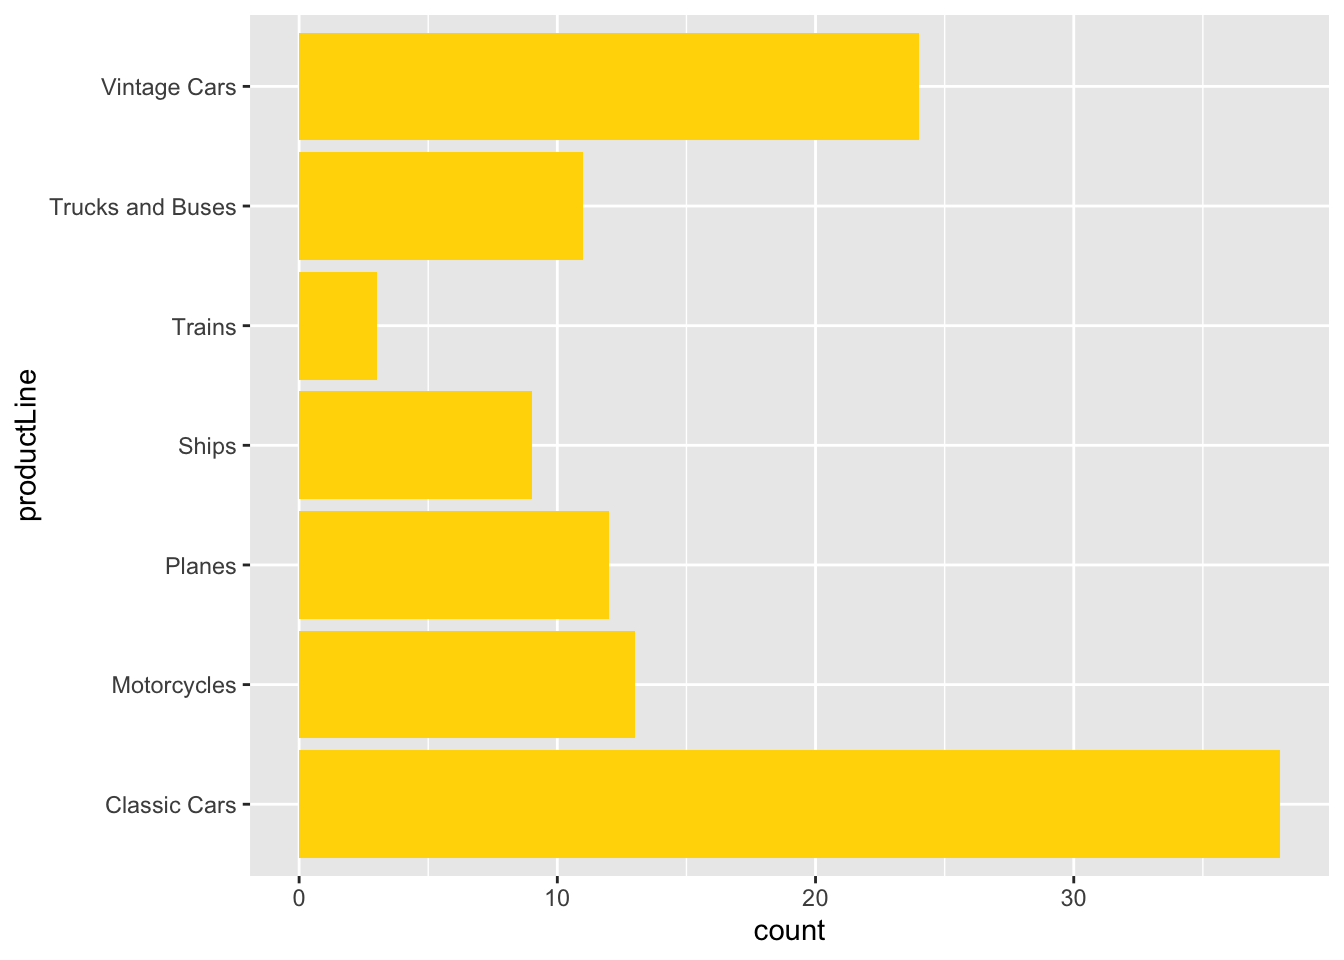 productLine
Vintage Cars
Trucks and Buses
Trains
Ships
Planes
Motorcycles
Classic Cars
0 10 20 30
count